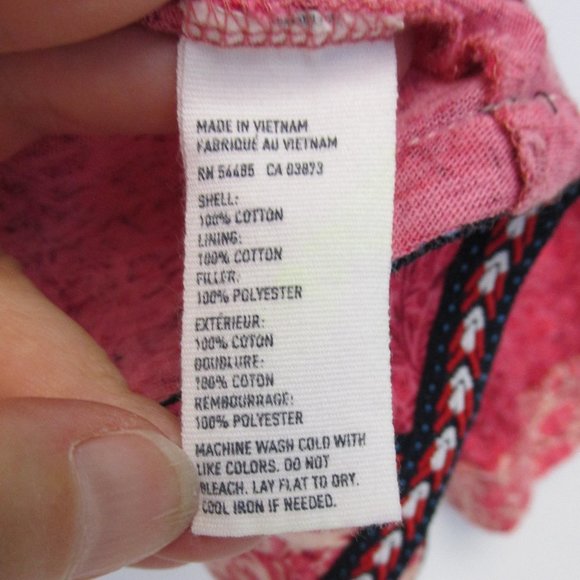 MADE IN VIETNAM
FABRIQUÉ AU VIETNAM
RN 54485 CA 03873
SHELL:
100% COTTON
LINING:
100% COTTON
FILLER:
100% POLYESTER
EXTÉRIEUR:
100% COTON
DOUBLURE:
100% COTON
REMBOURRAGE:
100% POLYESTER
MACHINE WASH COLD WITH
LIKE COLORS. DO NOT
BLEACH. LAY FLAT TO DRY.
COOL IRON IF NEEDED.